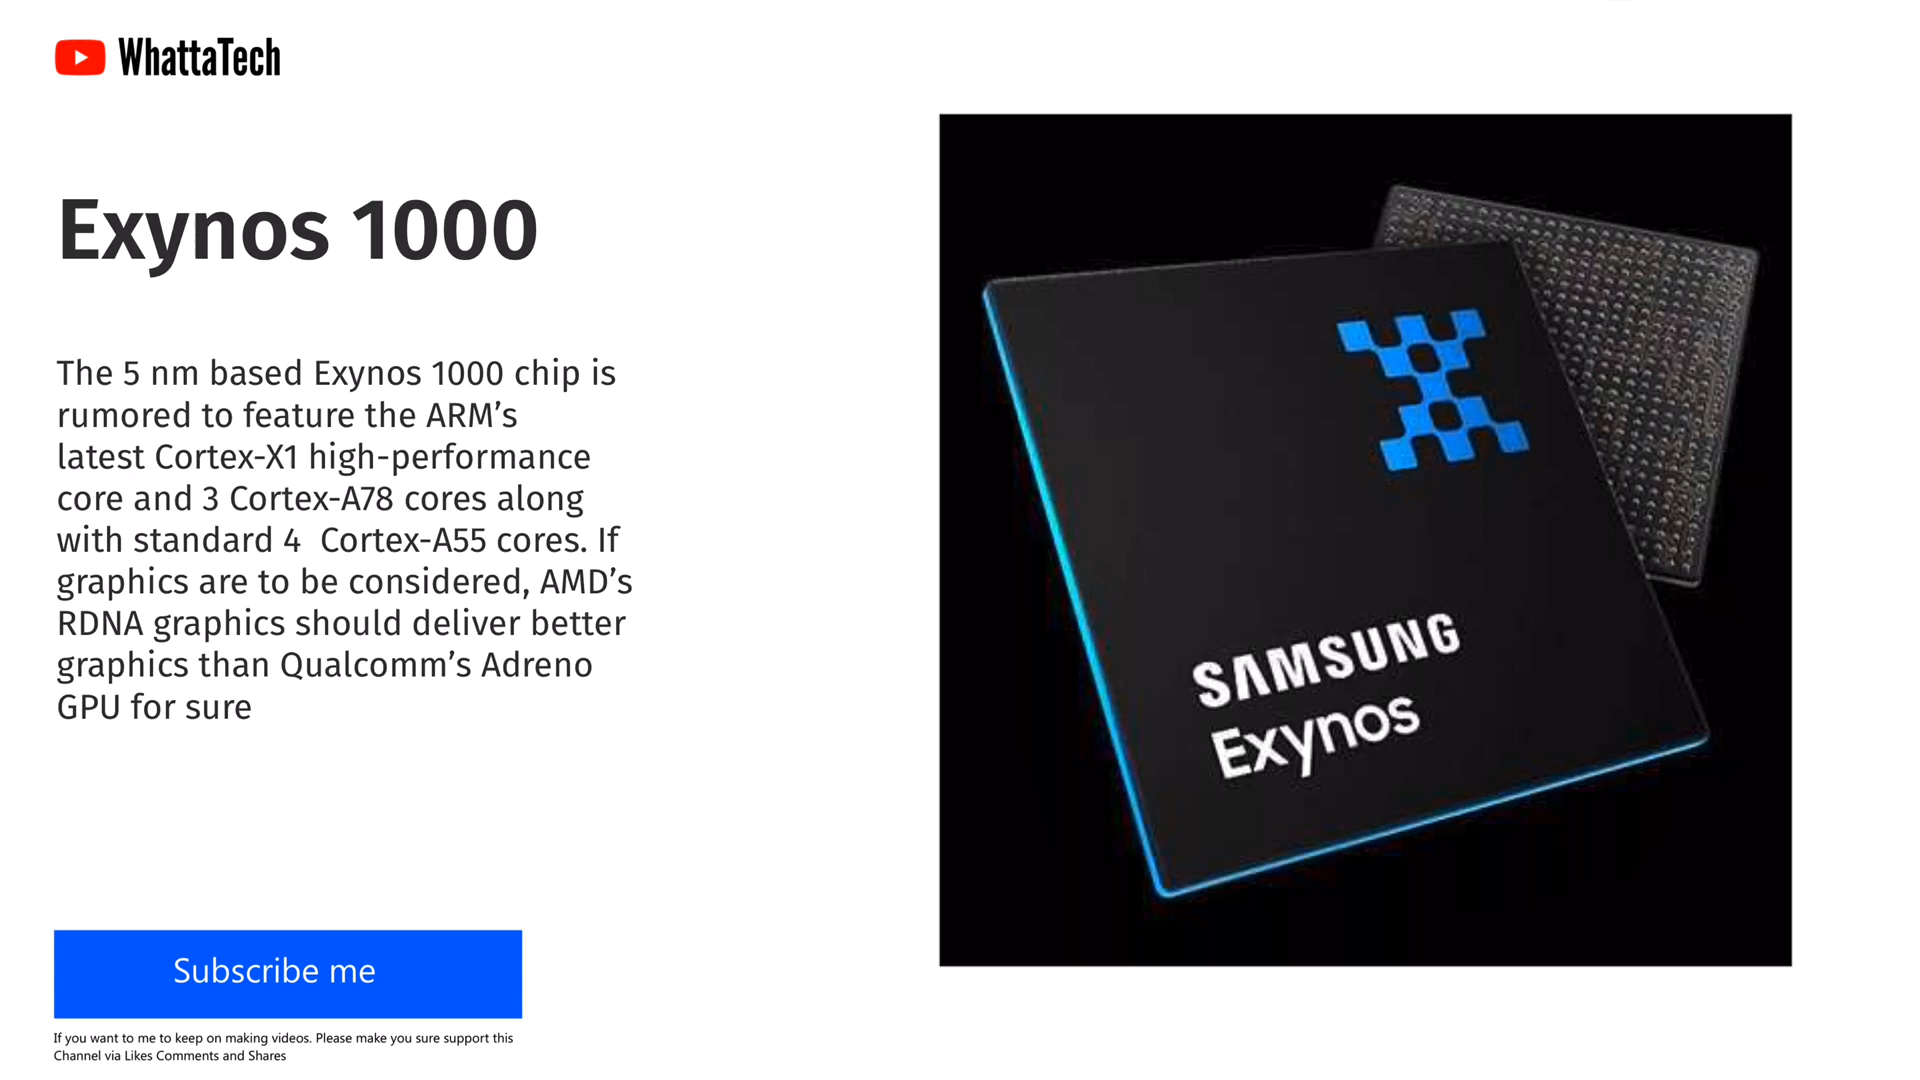 WhattaTech
Exynos 1000
The 5 nm based Exynos 1000 chip is
rumored to feature the ARM’s
latest Cortex-X1 high-performance
core and 3 Cortex-A78 cores along
with standard 4  Cortex-A55 cores. If
graphics are to be considered, AMD’s
RDNA graphics should deliver better
graphics than Qualcomm’s Adreno
GPU for sure
SAMSUNG
Exynos
Subscribe me
If you want to me to keep on making videos. Please make you sure support this
Channel via Likes Comments and Shares